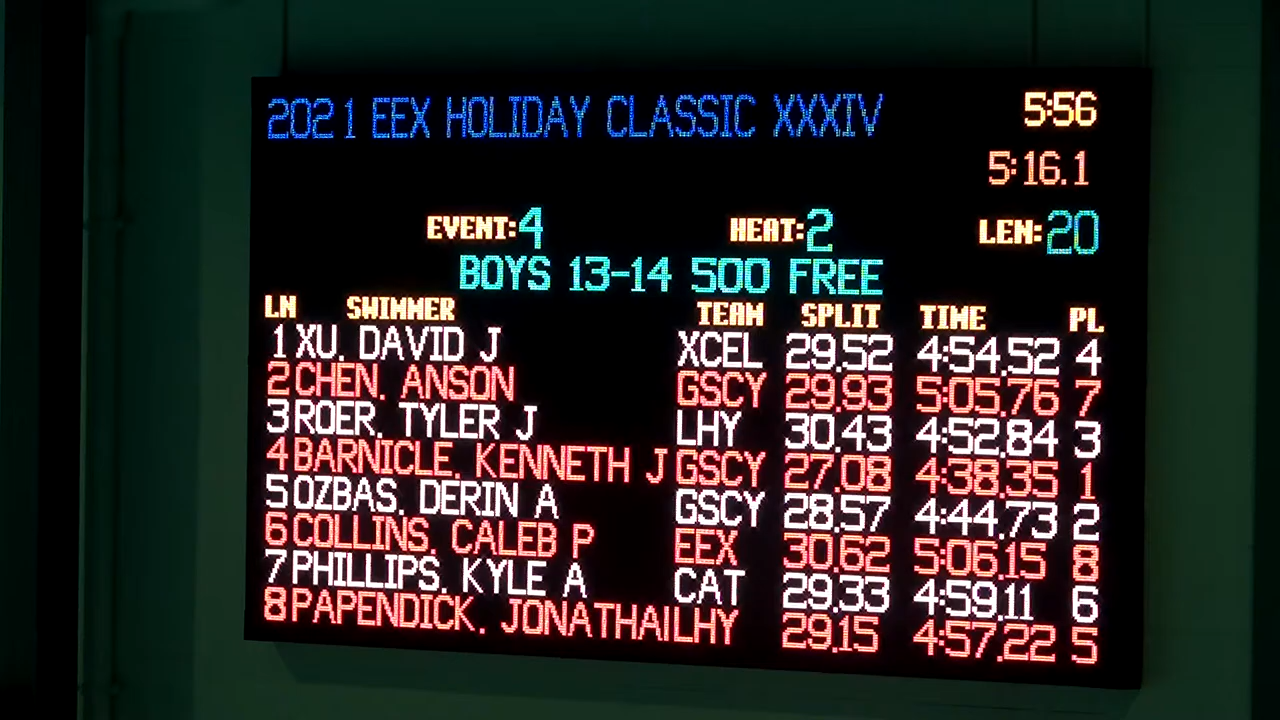 2021 EEX HOLIDAY CLASSIC XXXIV 5:56
5:16.1
EVENT:4 HEAT:2 LEN:20
BOYS 13-14 500 FREE
LN SWIMMER TEAM SPLIT TIME PL
1 XU, DAVID J XCEL 29.52 4:54.52 4
2 CHEN, ANSON GSCY 29.93 5:05.76 7
3 ROER, TYLER J LHY 30.43 4:52.84 3
4 BARNICLE, KENNETH J GSCY 27.08 4:38.35 1
5 OZBAS, DERIN A GSCY 28.57 4:44.73 2
6 COLLINS, CALEB P EEX 30.62 5:06.15 8
7 PHILLIPS, KYLE A CAT 29.33 4:59.11 6
8 PAPENDICK, JONATHAILHY 29.15 4:57.22 5